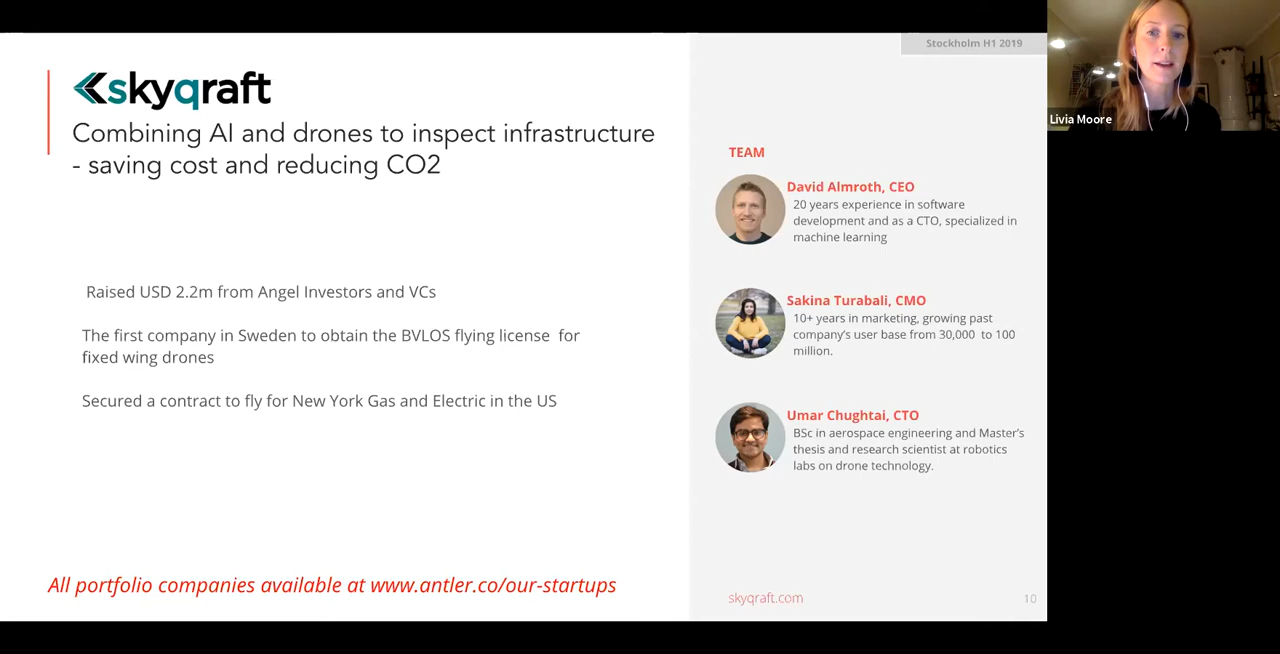 Stockholm H1 2019
Livia Moore
skyqraft
Combining AI and drones to inspect infrastructure
- saving cost and reducing CO2
Raised USD 2.2m from Angel Investors and VCs
The first company in Sweden to obtain the BVLOS flying license for
fixed wing drones
Secured a contract to fly for New York Gas and Electric in the US
All portfolio companies available at www.antler.co/our-startups
TEAM
David Almroth, CEO
20 years experience in software
development and as a CTO, specialized in
machine learning
Sakina Turabali, CMO
10+ years in marketing, growing past
company's user base from 30,000 to 100
million.
Umar Chughtai, CTO
BSc in aerospace engineering and Master's
thesis and research scientist at robotics
labs on drone technology.
skyqraft.com
10